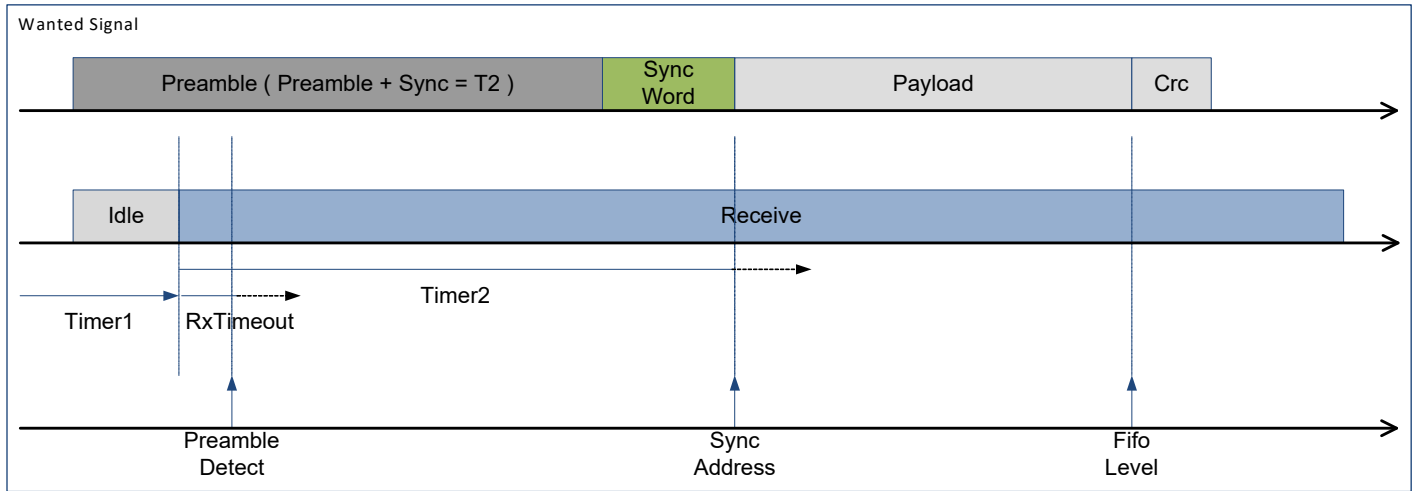 Wanted Signal
Preamble ( Preamble + Sync = T2 )
Sync
Word
Payload
Crc
Idle
Receive
Timer2
Timer1
RxTimeout
Preamble
Detect
Sync
Address
Fifo
Level